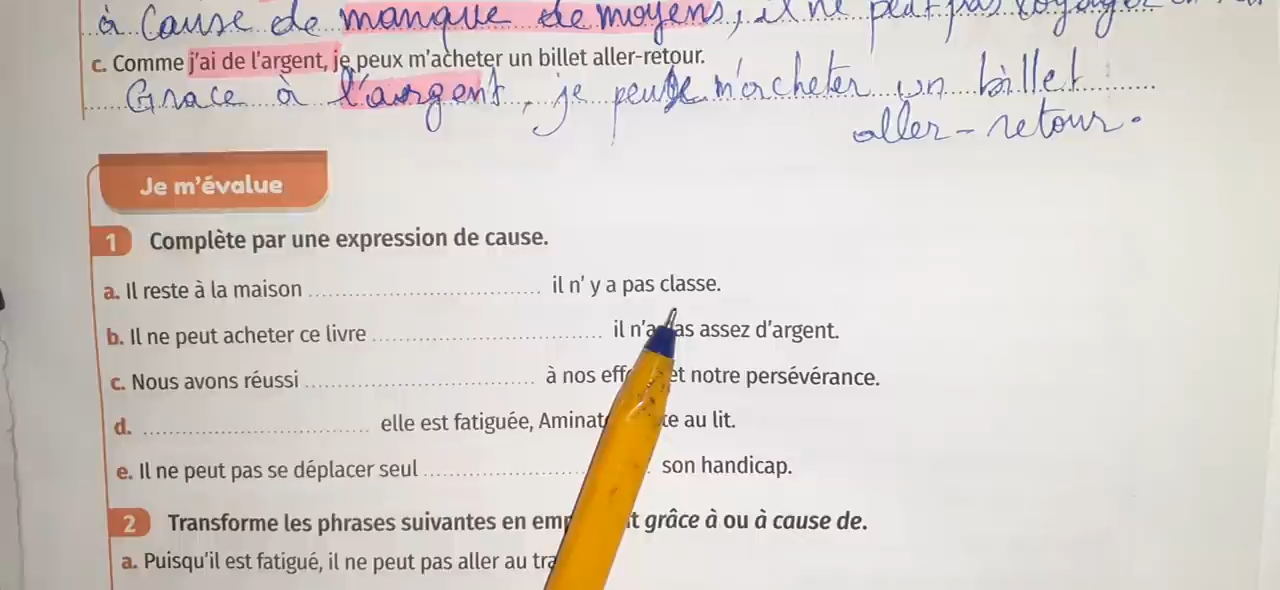 à cause de manque de moyens, il ne peut pas voyager
c. Comme j'ai de l'argent, je peux m'acheter un billet aller-retour.
Grace à l'argent, je peux m'acheter un billet
aller-retour.
Je m'évalue
1 Complète par une expression de cause.
a. Il reste à la maison .................... il n' y a pas classe.
b. Il ne peut acheter ce livre .................... il n'a pas assez d'argent.
c. Nous avons réussi .................... à nos et notre persévérance.
d. .................... elle est fatiguée, au lit.
e. Il ne peut pas se déplacer seul .................... son handicap.
2 Transforme les phrases suivantes en grâce à ou à cause de.
a. Puisqu'il est fatigué, il ne peut pas aller au